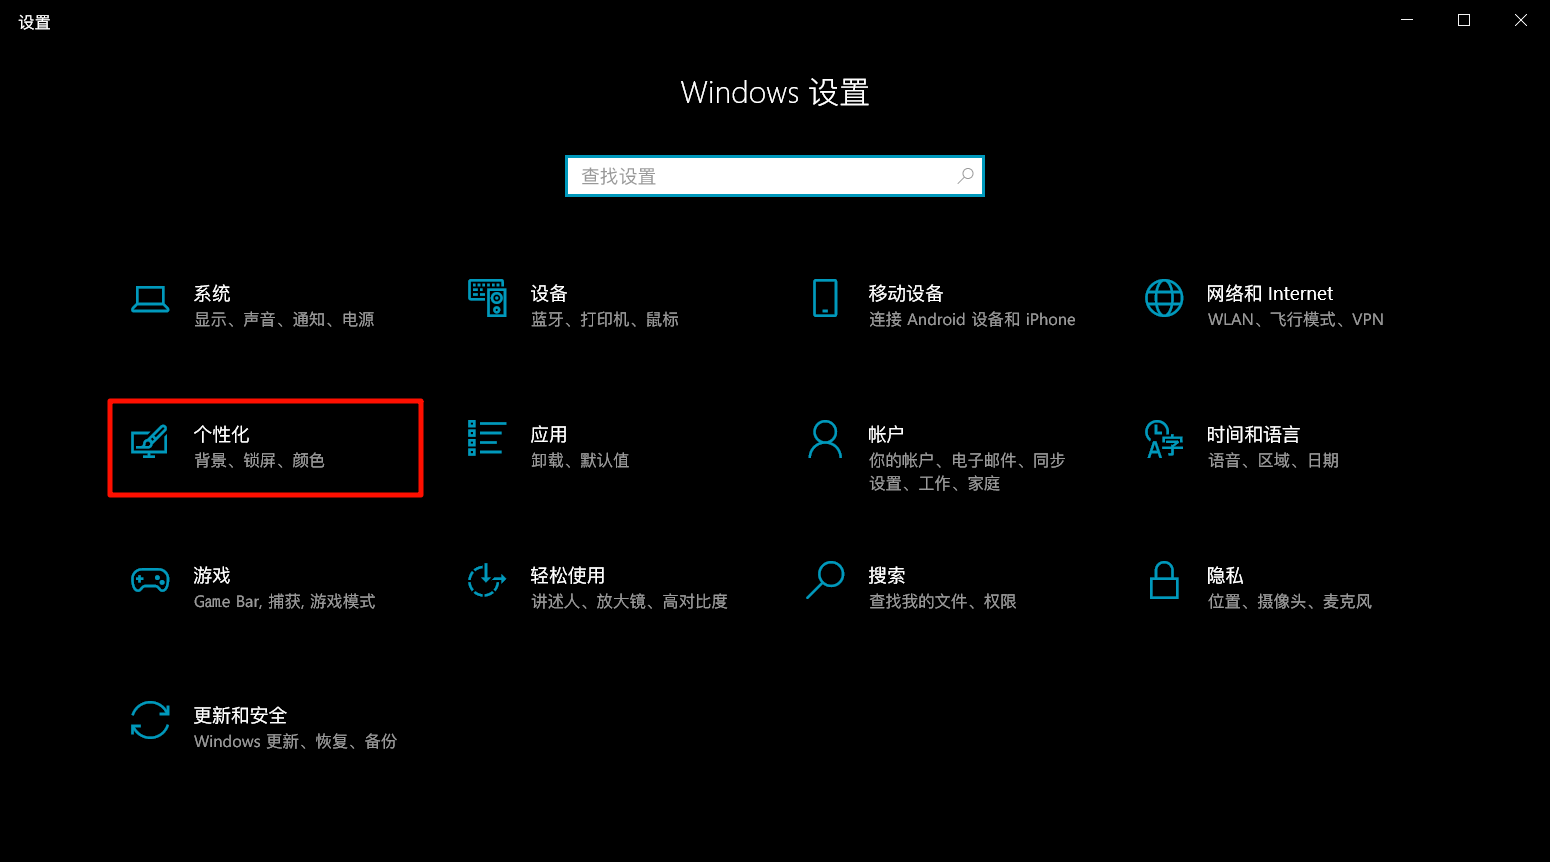 设置
Windows 设置
查找设置
系统
显示、声音、通知、电源
设备
蓝牙、打印机、鼠标
移动设备
连接 Android 设备和 iPhone
网络和 Internet
WLAN、飞行模式、VPN
个性化
背景、锁屏、颜色
应用
卸载、默认值
帐户
你的帐户、电子邮件、同步
设置、工作、家庭
时间和语言
语音、区域、日期
游戏
Game Bar, 捕获, 游戏模式
轻松使用
讲述人、放大镜、高对比度
搜索
查找我的文件、权限
隐私
位置、摄像头、麦克风
更新和安全
Windows 更新、恢复、备份